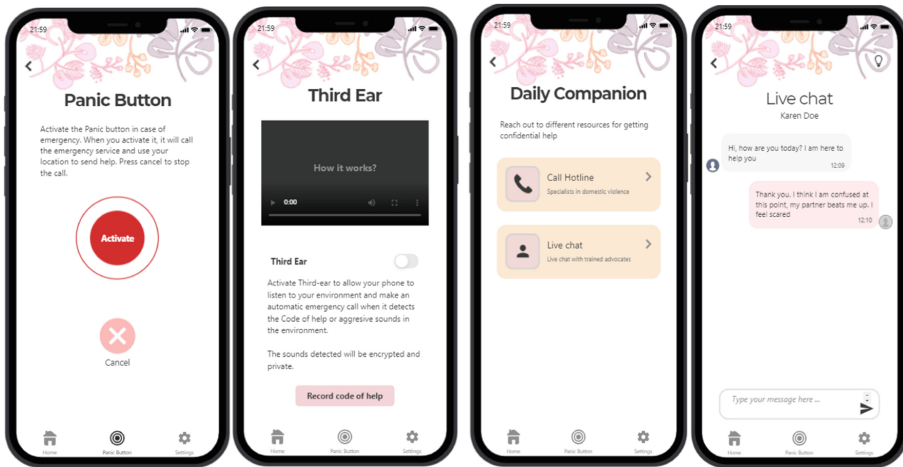 21:59
Panic Button
Activate the Panic button in case of
emergency. When you activate it, it will call
the emergency service and use your
location to send help. Press cancel to stop
the call.
Activate
Cancel
Home
Panic Button
Settings
21:59
Third Ear
How it works?
0:00
Third Ear
Activate Third-ear to allow your phone to
listen to your environment and make an
automatic emergency call when it detects
the Code of help or aggresive sounds in
the environment.
The sounds detected will be encrypted and
private.
Record code of help
Home
Panic Button
Settings
21:59
Daily Companion
Reach out to different resources for getting
confidential help
Call Hotline
Specialists in domestic violence
Live chat
Live chat with trained advocates
Home
Panic Button
Settings
21:59
Live chat
Karen Doe
Hi, how are you today? I am here to
help you
12:09
Thank you. I think I am confused at
this point, my partner beats me up. I
feel scared
12:10
Type your message here ...
Home
Panic Button
Settings